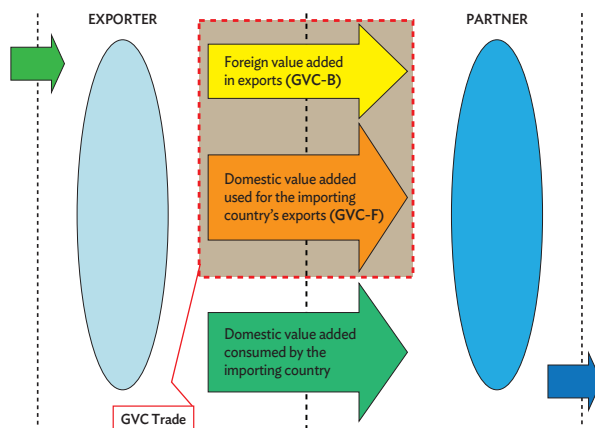 EXPORTER
PARTNER
Foreign value added
in exports (GVC-B)
Domestic value added
used for the importing
country's exports (GVC-F)
Domestic value added
consumed by the
importing country
GVC Trade